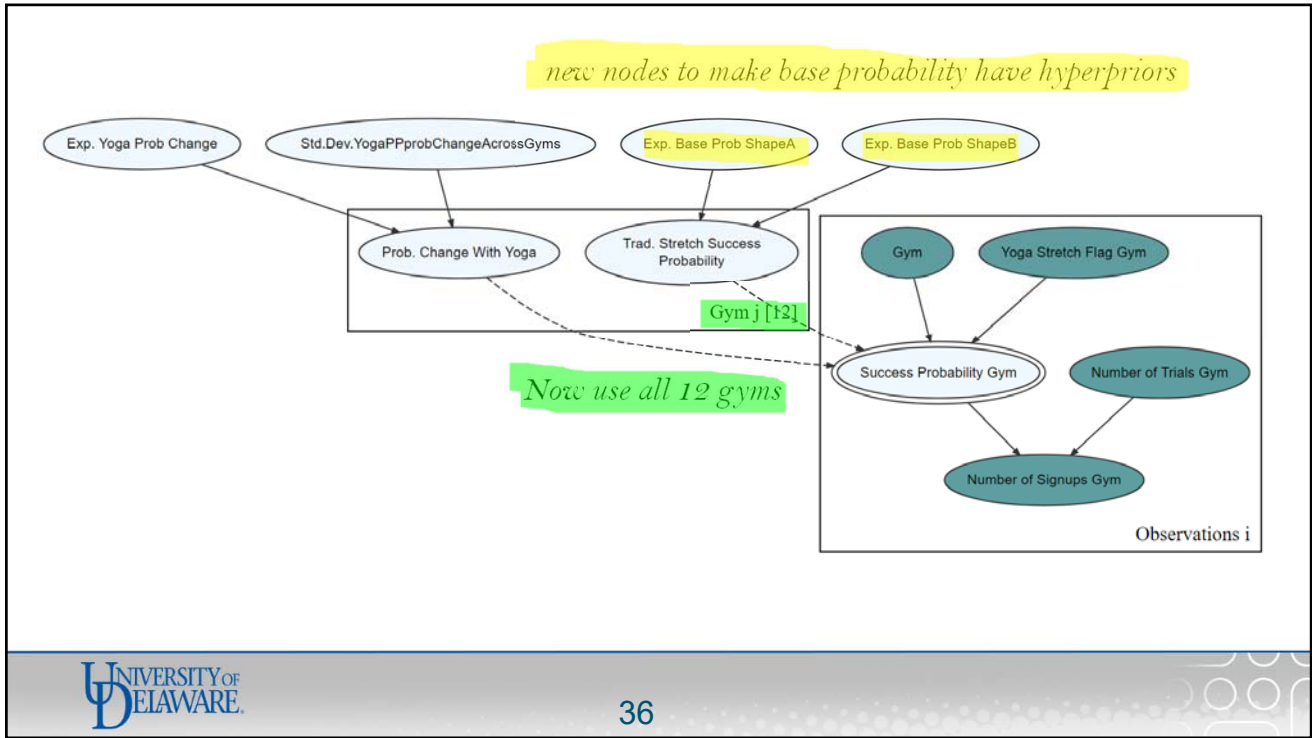 new nodes to make base probability have hyperpriors
Exp. Yoga Prob Change
Std.Dev.YogaPPprobChangeAcrossGyms
Exp. Base Prob ShapeA
Exp. Base Prob ShapeB
Prob. Change With Yoga
Trad. Stretch Success
Probability
Gym
Yoga Stretch Flag Gym
Gym j [12]
Success Probability Gym
Number of Trials Gym
Now use all 12 gyms
Number of Signups Gym
Observations i
UNIVERSITY OF
DELAWARE.
36